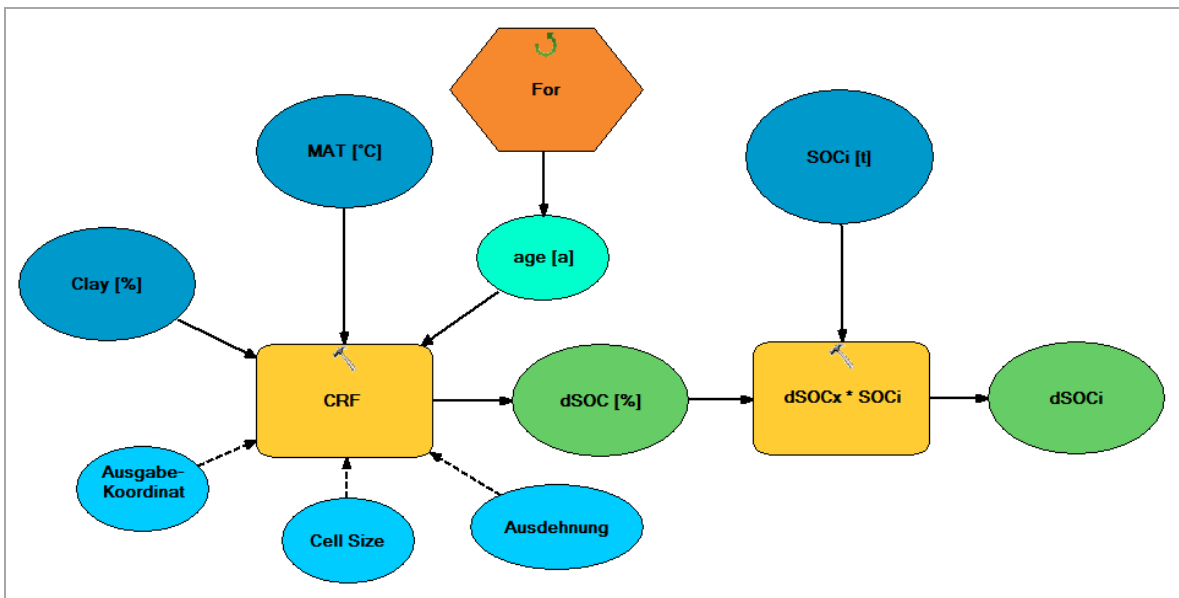 For
MAT [°C]
SOCi [t]
age [a]
Clay [%]
CRF
dSOC [%]
dSOCx * SOCi
dSOCi
Ausgabe-
Koordinat
Cell Size
Ausdehnung